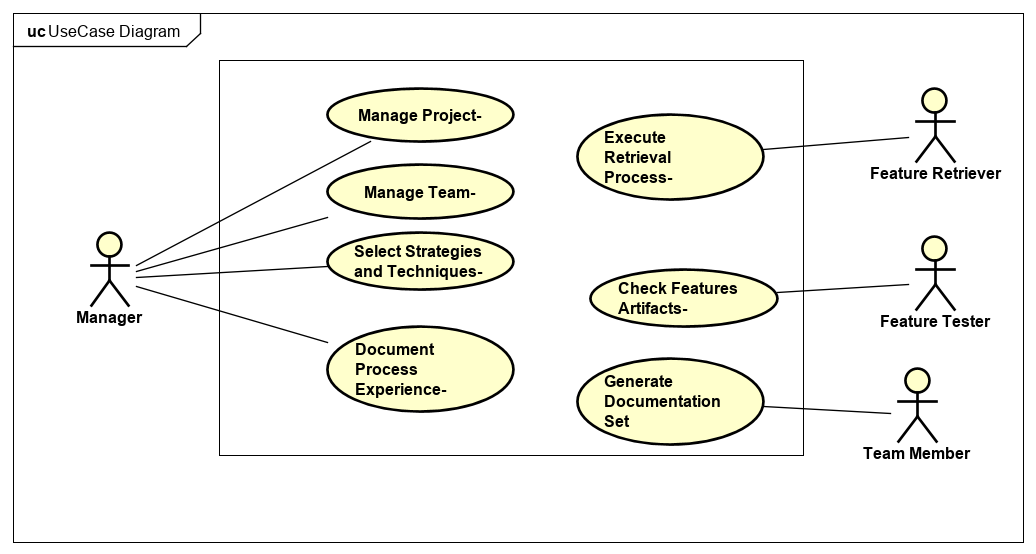 uc UseCase Diagram
Manage Project-
Manage Team-
Select Strategies
and Techniques-
Document
Process
Experience-
Execute
Retrieval
Process-
Check Features
Artifacts-
Generate
Documentation
Set
Manager
Feature Retriever
Feature Tester
Team Member